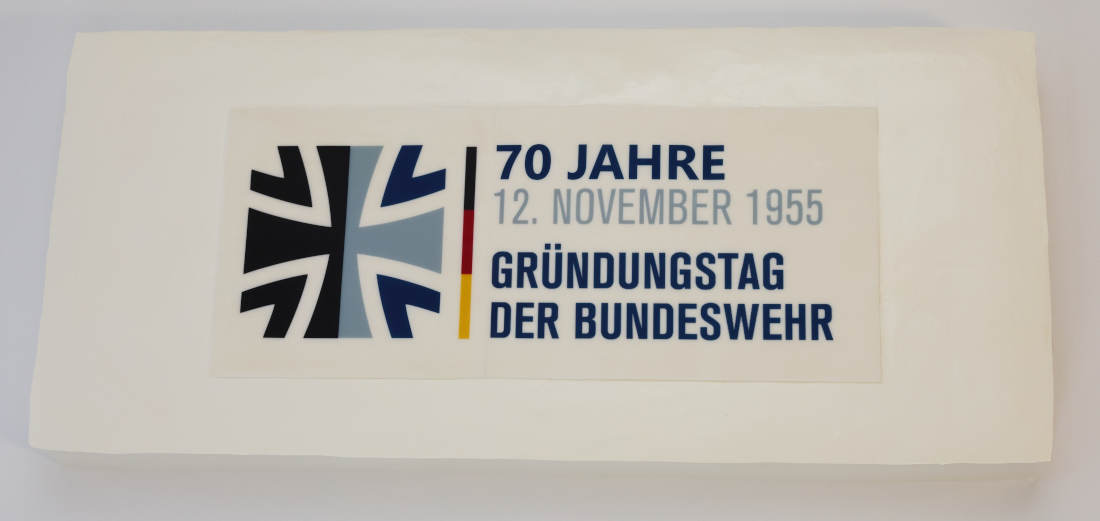 70 JAHRE
12. NOVEMBER 1955
GRÜNDUNGSTAG
DER BUNDESWEHR